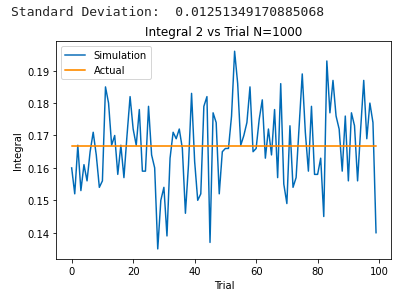 Standard Deviation:  0.01251349170885068
Integral 2 vs Trial N=1000
Simulation
Actual
Integral
0.19
0.18
0.17
0.16
0.15
0.14
0 20 40 60 80 100
Trial